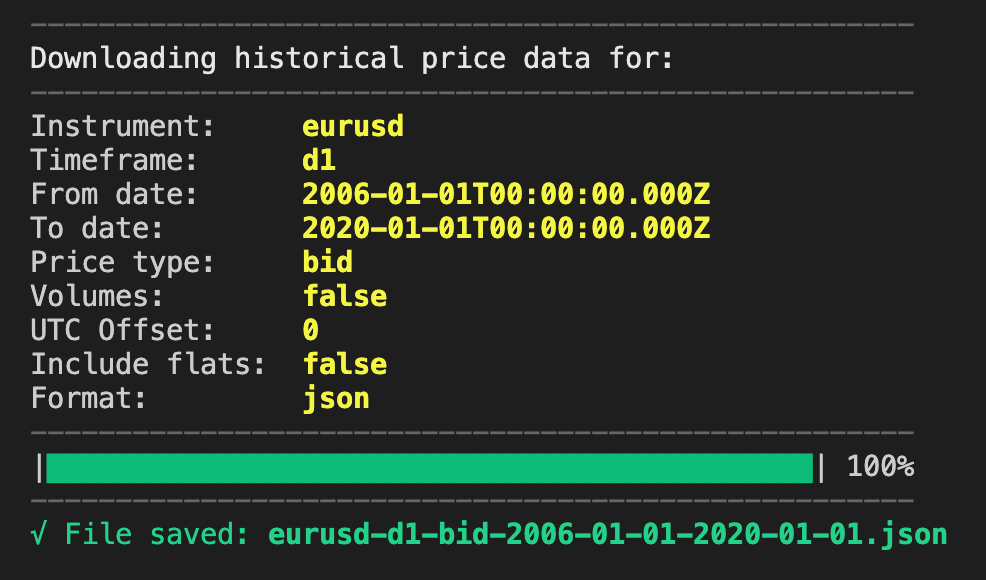 Downloading historical price data for:
Instrument: eurusd
Timeframe: d1
From date: 2006-01-01T00:00:00.000Z
To date: 2020-01-01T00:00:00.000Z
Price type: bid
Volumes: false
UTC Offset: 0
Include flats: false
Format: json
| | 100%
√ File saved: eurusd-d1-bid-2006-01-01-2020-01-01.json